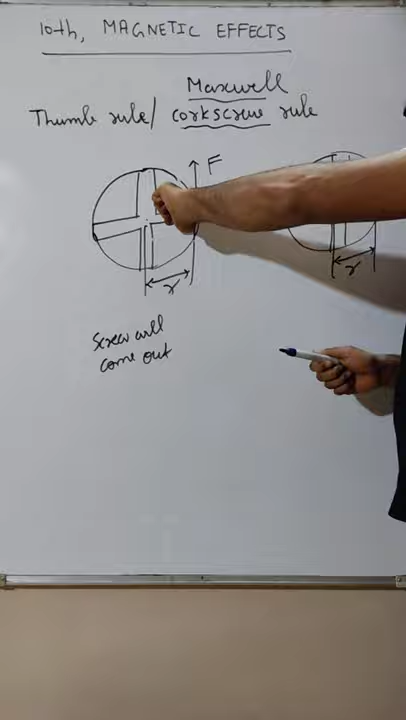 10th, MAGNETIC EFFECTS
Maxwell
Thumb rule/ corkscrew rule
F
r
r
Screw will
come out